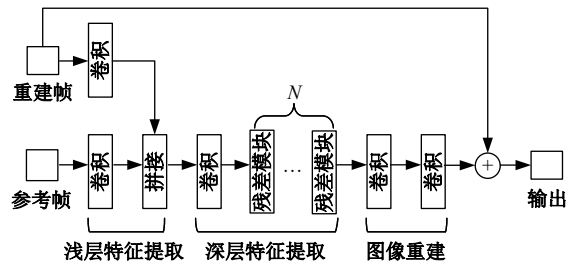 卷积
重建帧
N
卷积
拼接
卷积
残差模块
...
残差模块
卷积
卷积
+
参考帧
输出
浅层特征提取
深层特征提取
图像重建